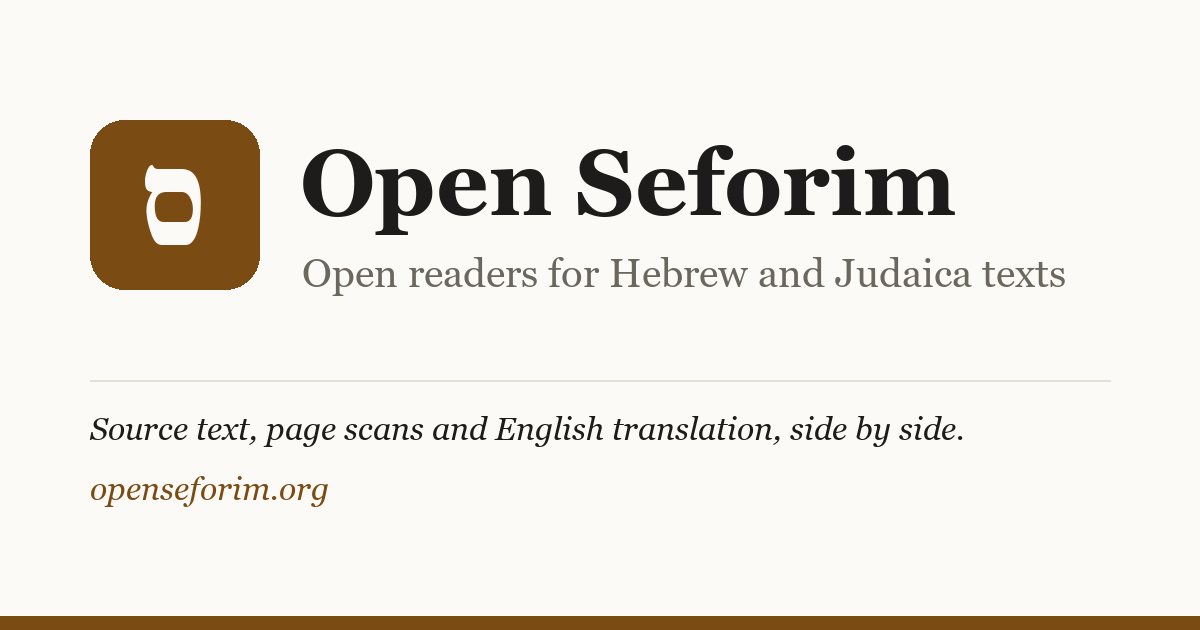 ס
Open Seforim
Open readers for Hebrew and Judaica texts
Source text, page scans and English translation, side by side.
openseforim.org